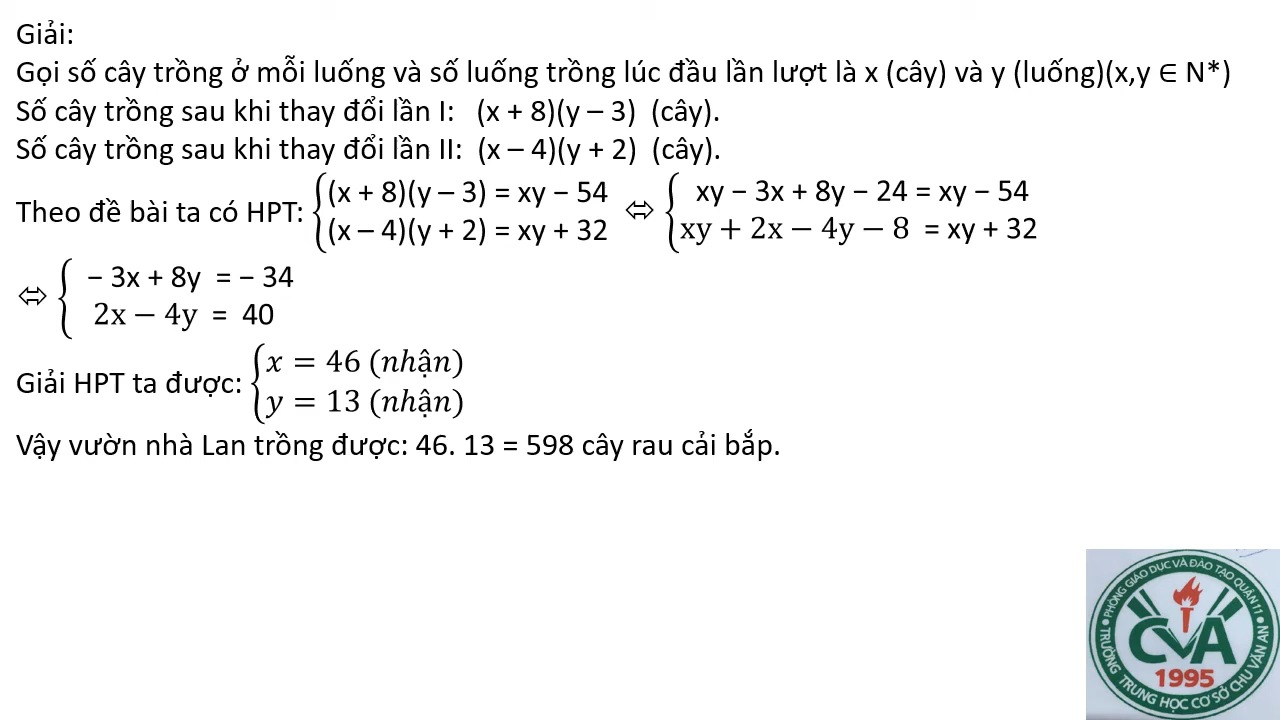 Giải:
Gọi số cây trồng ở mỗi luống và số luống trồng lúc đầu lần lượt là x (cây) và y (luống)(x,y ∈ N*)
Số cây trồng sau khi thay đổi lần I: (x + 8)(y – 3) (cây).
Số cây trồng sau khi thay đổi lần II: (x – 4)(y + 2) (cây).
Theo đề bài ta có HPT: {(x + 8)(y – 3) = xy − 54 ⇔ { xy − 3x + 8y − 24 = xy − 54
{(x – 4)(y + 2) = xy + 32 {xy + 2x − 4y − 8 = xy + 32
⇔ { − 3x + 8y = − 34
2x − 4y = 40
Giải HPT ta được: {x = 46 (nhận)
y = 13 (nhận)
Vậy vườn nhà Lan trồng được: 46. 13 = 598 cây rau cải bắp.
PHÒNG GIÁO DỤC VÀ ĐÀO TẠO QUẬN 11
CVA
1995
TRƯỜNG TRUNG HỌC CƠ SỞ CHU VĂN AN